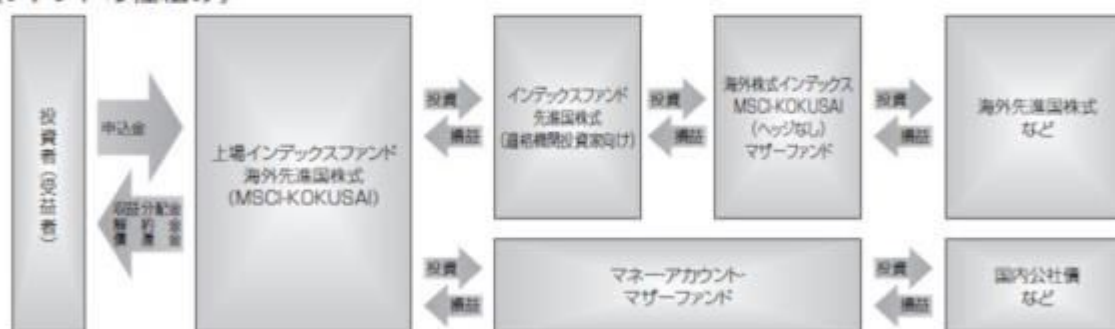 投資者(受益者)
申込金
収益分配金
解約金
償還金
上場インデックスファンド
海外先進国株式
(MSCI-KOKUSAI)
投資
損益
インデックスファンド
先進国株式
(適格機関投資家向け)
投資
損益
海外株式インデックス
MSCI-KOKUSAI
(ヘッジなし)
マザーファンド
投資
損益
海外先進国株式
など
投資
損益
マネー・アカウント・
マザーファンド
投資
損益
国内公社債
など